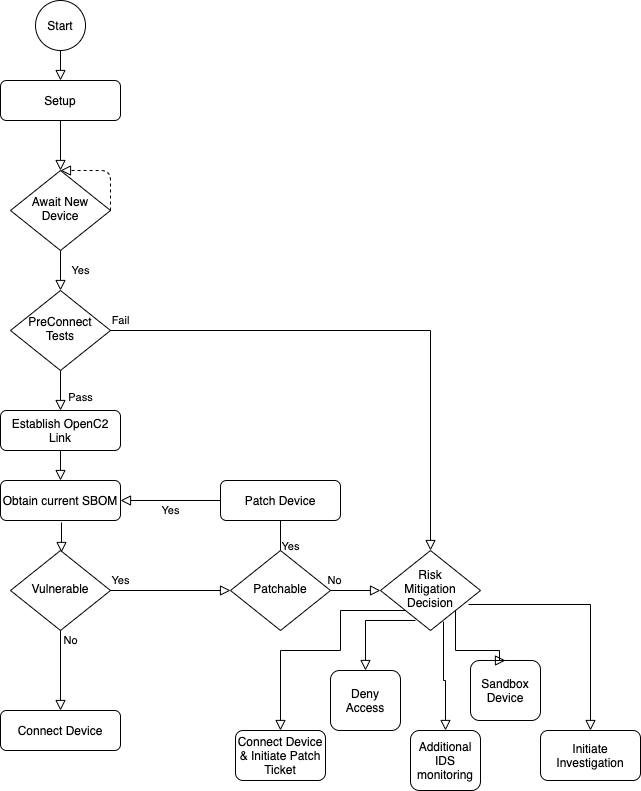 Start
Setup
Await New
Device
Yes
PreConnect
Tests
Fail
Pass
Establish OpenC2
Link
Obtain current SBOM
Yes
Patch Device
Yes
Vulnerable
Yes
Patchable
No
Risk
Mitigation
Decision
No
Connect Device
Connect Device
& Initiate Patch
Ticket
Deny
Access
Additional
IDS
monitoring
Sandbox
Device
Initiate
Investigation